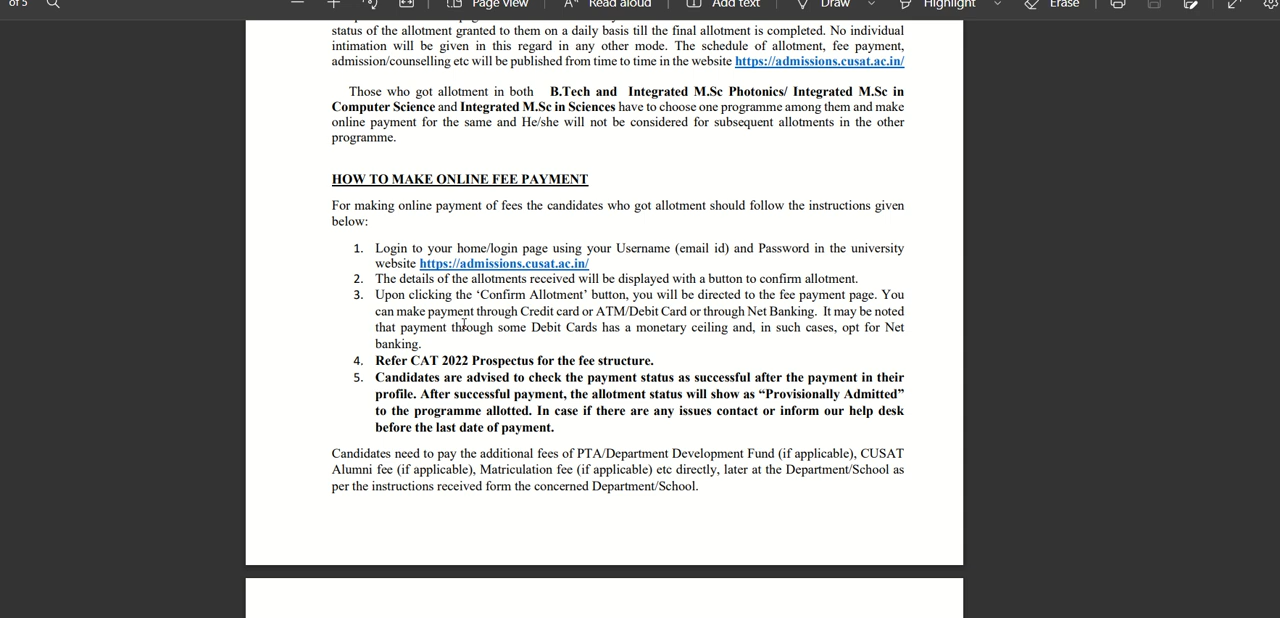 of 5
Page view
Read aloud
Add text
Draw
Highlight
Erase
status of the allotment granted to them on a daily basis till the final allotment is completed. No individual
intimation will be given in this regard in any other mode. The schedule of allotment, fee payment,
admission/counselling etc will be published from time to time in the website https://admissions.cusat.ac.in/
Those who got allotment in both B.Tech and Integrated M.Sc Photonics/ Integrated M.Sc in
Computer Science and Integrated M.Sc in Sciences have to choose one programme among them and make
online payment for the same and He/she will not be considered for subsequent allotments in the other
programme.
HOW TO MAKE ONLINE FEE PAYMENT
For making online payment of fees the candidates who got allotment should follow the instructions given
below:
1. Login to your home/login page using your Username (email id) and Password in the university
website https://admissions.cusat.ac.in/
2. The details of the allotments received will be displayed with a button to confirm allotment.
3. Upon clicking the ‘Confirm Allotment’ button, you will be directed to the fee payment page. You
can make payment through Credit card or ATM/Debit Card or through Net Banking. It may be noted
that payment through some Debit Cards has a monetary ceiling and, in such cases, opt for Net
banking.
4. Refer CAT 2022 Prospectus for the fee structure.
5. Candidates are advised to check the payment status as successful after the payment in their
profile. After successful payment, the allotment status will show as “Provisionally Admitted”
to the programme allotted. In case if there are any issues contact or inform our help desk
before the last date of payment.
Candidates need to pay the additional fees of PTA/Department Development Fund (if applicable), CUSAT
Alumni fee (if applicable), Matriculation fee (if applicable) etc directly, later at the Department/School as
per the instructions received form the concerned Department/School.